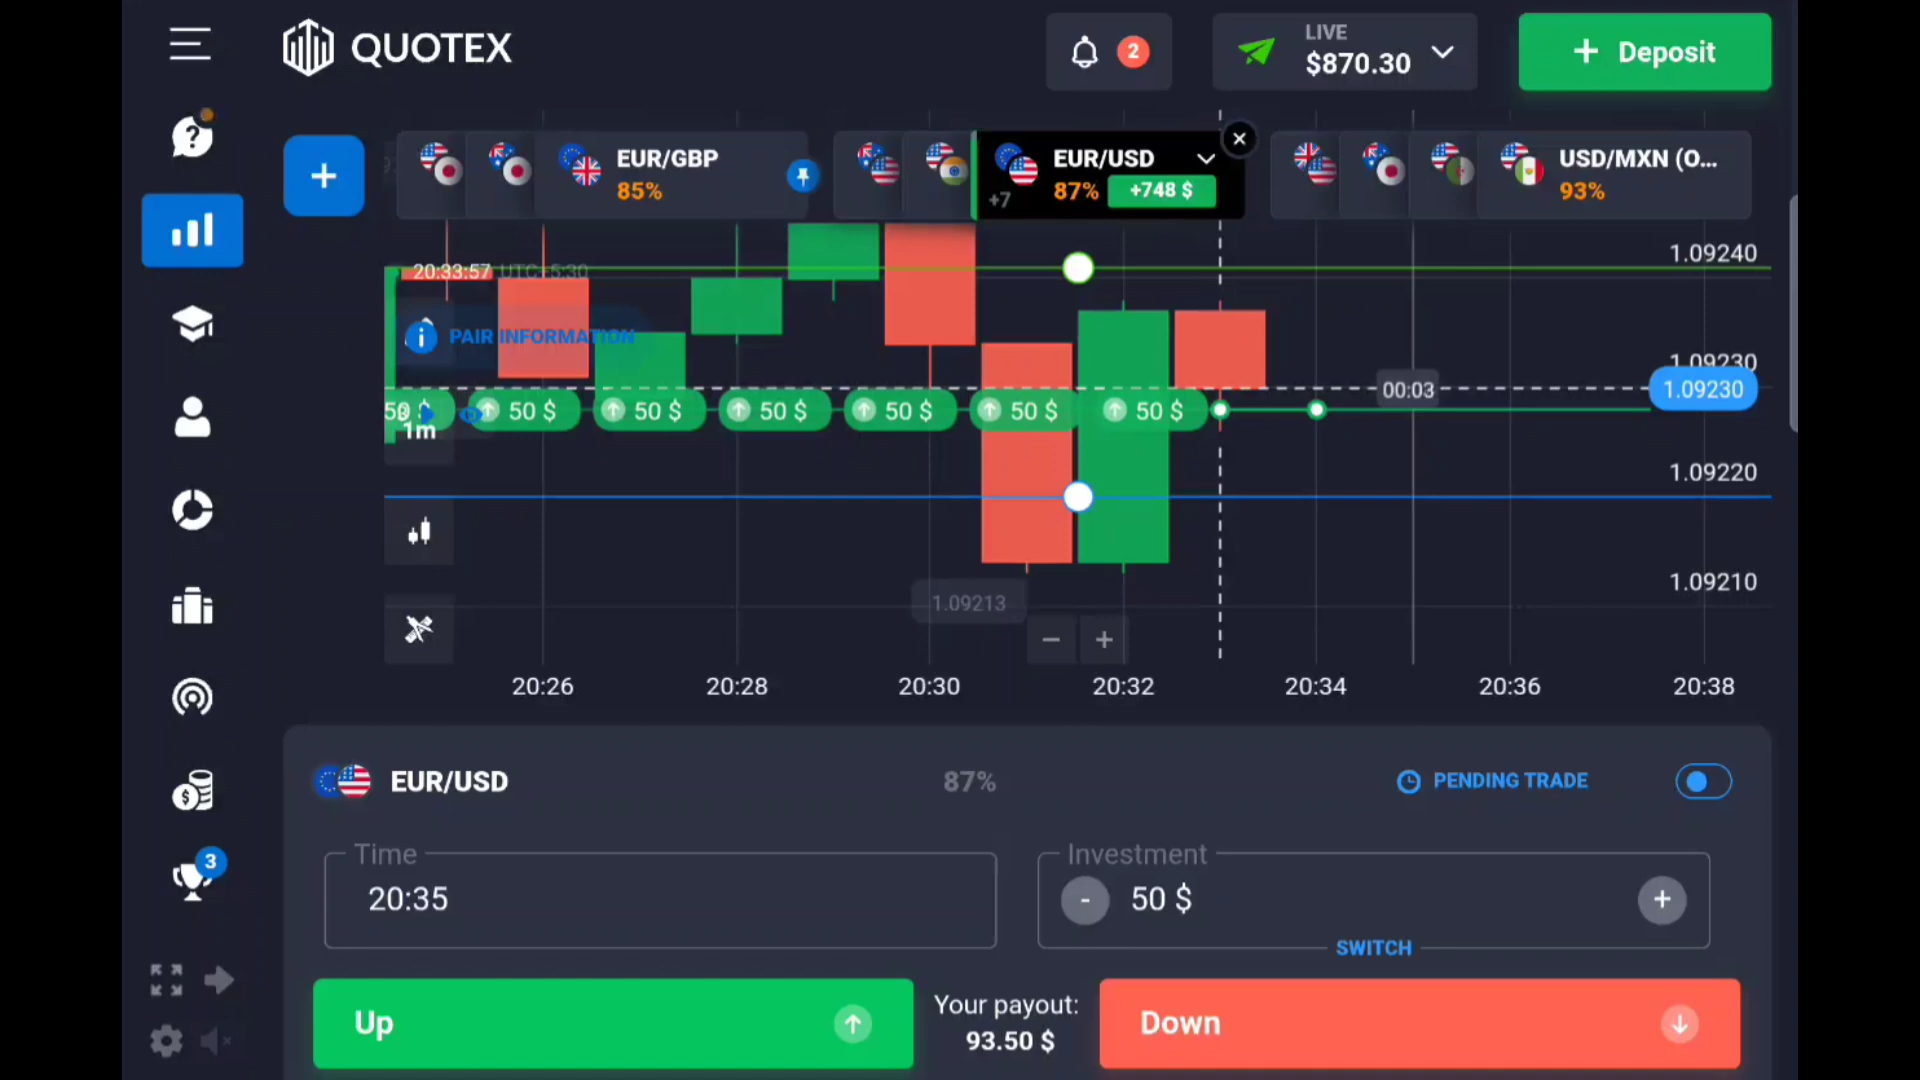 QUOTEX
2
LIVE
$870.30
+ Deposit
?
+
EUR/GBP
85%
+7
EUR/USD
87%
+748 $
USD/MXN (O...
93%
1.09240
20:33:57 UTC+5:30
PAIR INFORMATION
1.09230
00:03
1.09230
50 $
50 $
50 $
50 $
50 $
50 $
50 $
1m
1.09220
1.09210
1.09213
− +
20:26
20:28
20:30
20:32
20:34
20:36
20:38
EUR/USD
87%
PENDING TRADE
Time
20:35
Investment
- 50 $ +
SWITCH
3
Up
Your payout:
93.50 $
Down